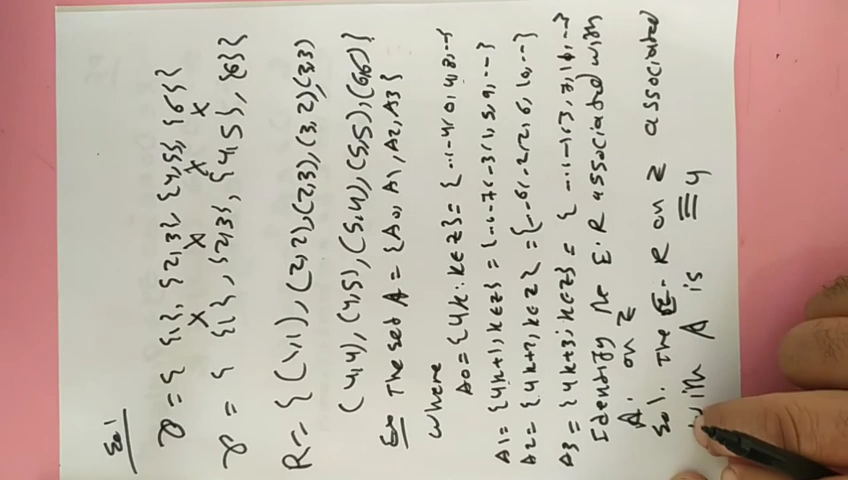 Sol
P = { {1}, {2,3}, {4,5}, {6}}
x x x x
P = { {1}, {2,3}, {4,5}, {6}}
R = { (1,1), (2,2), (2,3), (3,2), (3,3)
(4,4), (4,5), (5,4), (5,5), (6,6)}
Ex The set A = {A0, A1, A2, A3}
where
A0 = {4k : k∈z} = {...-4, 0, 4, 8, ...}
A1 = {4k+1, k∈z} = {...-7, -3, 1, 5, 9, ...}
A2 = {4k+2, k∈z} = {...-6, -2, 2, 6, 10, ...}
A3 = {4k+3; k∈z} = {...-1, 3, 7, 11, ...}
Identify the E.R associated with
A on z
Sol. The E.R on z associated
with A is ≡4